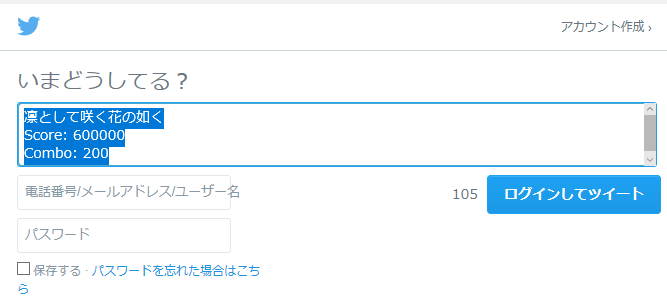 アカウント作成 ›
いまどうしてる？
凛として咲く花の如く
Score: 600000
Combo: 200
電話番号/メールアドレス/ユーザー名
105
ログインしてツイート
パスワード
保存する · パスワードを忘れた場合はこち
ら